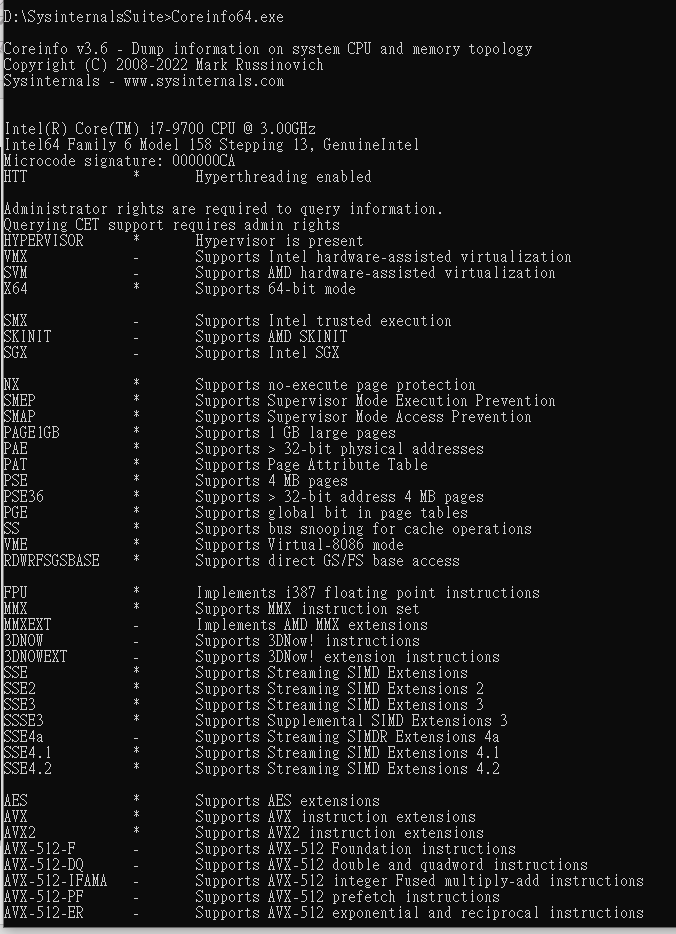 D:\SysinternalsSuite>Coreinfo64.exe
Coreinfo v3.6 - Dump information on system CPU and memory topology
Copyright (C) 2008-2022 Mark Russinovich
Sysinternals - www.sysinternals.com
Intel(R) Core(TM) i7-9700 CPU @ 3.00GHz
Intel64 Family 6 Model 158 Stepping 13, GenuineIntel
Microcode signature: 000000CA
HTT * Hyperthreading enabled
Administrator rights are required to query information.
Querying CET support requires admin rights
HYPERVISOR * Hypervisor is present
VMX - Supports Intel hardware-assisted virtualization
SVM - Supports AMD hardware-assisted virtualization
X64 * Supports 64-bit mode
SMX - Supports Intel trusted execution
SKINIT - Supports AMD SKINIT
SGX - Supports Intel SGX
NX * Supports no-execute page protection
SMEP * Supports Supervisor Mode Execution Prevention
SMAP * Supports Supervisor Mode Access Prevention
PAGE1GB * Supports 1 GB large pages
PAE * Supports > 32-bit physical addresses
PAT * Supports Page Attribute Table
PSE * Supports 4 MB pages
PSE36 * Supports > 32-bit address 4 MB pages
PGE * Supports global bit in page tables
SS * Supports bus snooping for cache operations
VME * Supports Virtual-8086 mode
RDWRFSGSBASE * Supports direct GS/FS base access
FPU * Implements i387 floating point instructions
MMX * Supports MMX instruction set
MMXEXT - Implements AMD MMX extensions
3DNOW - Supports 3DNow! instructions
3DNOWEXT - Supports 3DNow! extension instructions
SSE * Supports Streaming SIMD Extensions
SSE2 * Supports Streaming SIMD Extensions 2
SSE3 * Supports Streaming SIMD Extensions 3
SSSE3 * Supports Supplemental SIMD Extensions 3
SSE4a - Supports Streaming SIMDR Extensions 4a
SSE4.1 * Supports Streaming SIMD Extensions 4.1
SSE4.2 * Supports Streaming SIMD Extensions 4.2
AES * Supports AES extensions
AVX * Supports AVX instruction extensions
AVX2 * Supports AVX2 instruction extensions
AVX-512-F - Supports AVX-512 Foundation instructions
AVX-512-DQ - Supports AVX-512 double and quadword instructions
AVX-512-IFAMA - Supports AVX-512 integer Fused multiply-add instructions
AVX-512-PF - Supports AVX-512 prefetch instructions
AVX-512-ER - Supports AVX-512 exponential and reciprocal instructions